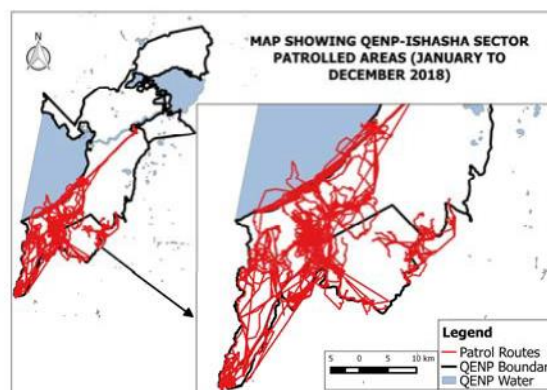 MAP SHOWING QENP-ISHASHA SECTOR
PATROLLED AREAS (JANUARY TO
DECEMBER 2018)
N
Legend
Patrol Routes
QENP Boundar
QENP Water
5 0 5 10 km